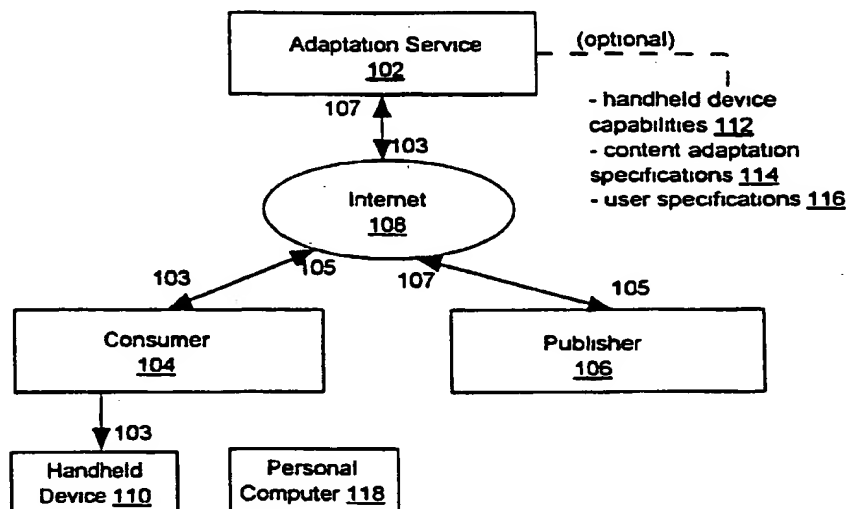 Adaptation Service
102
(optional)
- handheld device
capabilities 112
- content adaptation
specifications 114
- user specifications 116
107
103
Internet
108
103
105
107
105
Consumer
104
Publisher
106
103
Handheld
Device 110
Personal
Computer 118